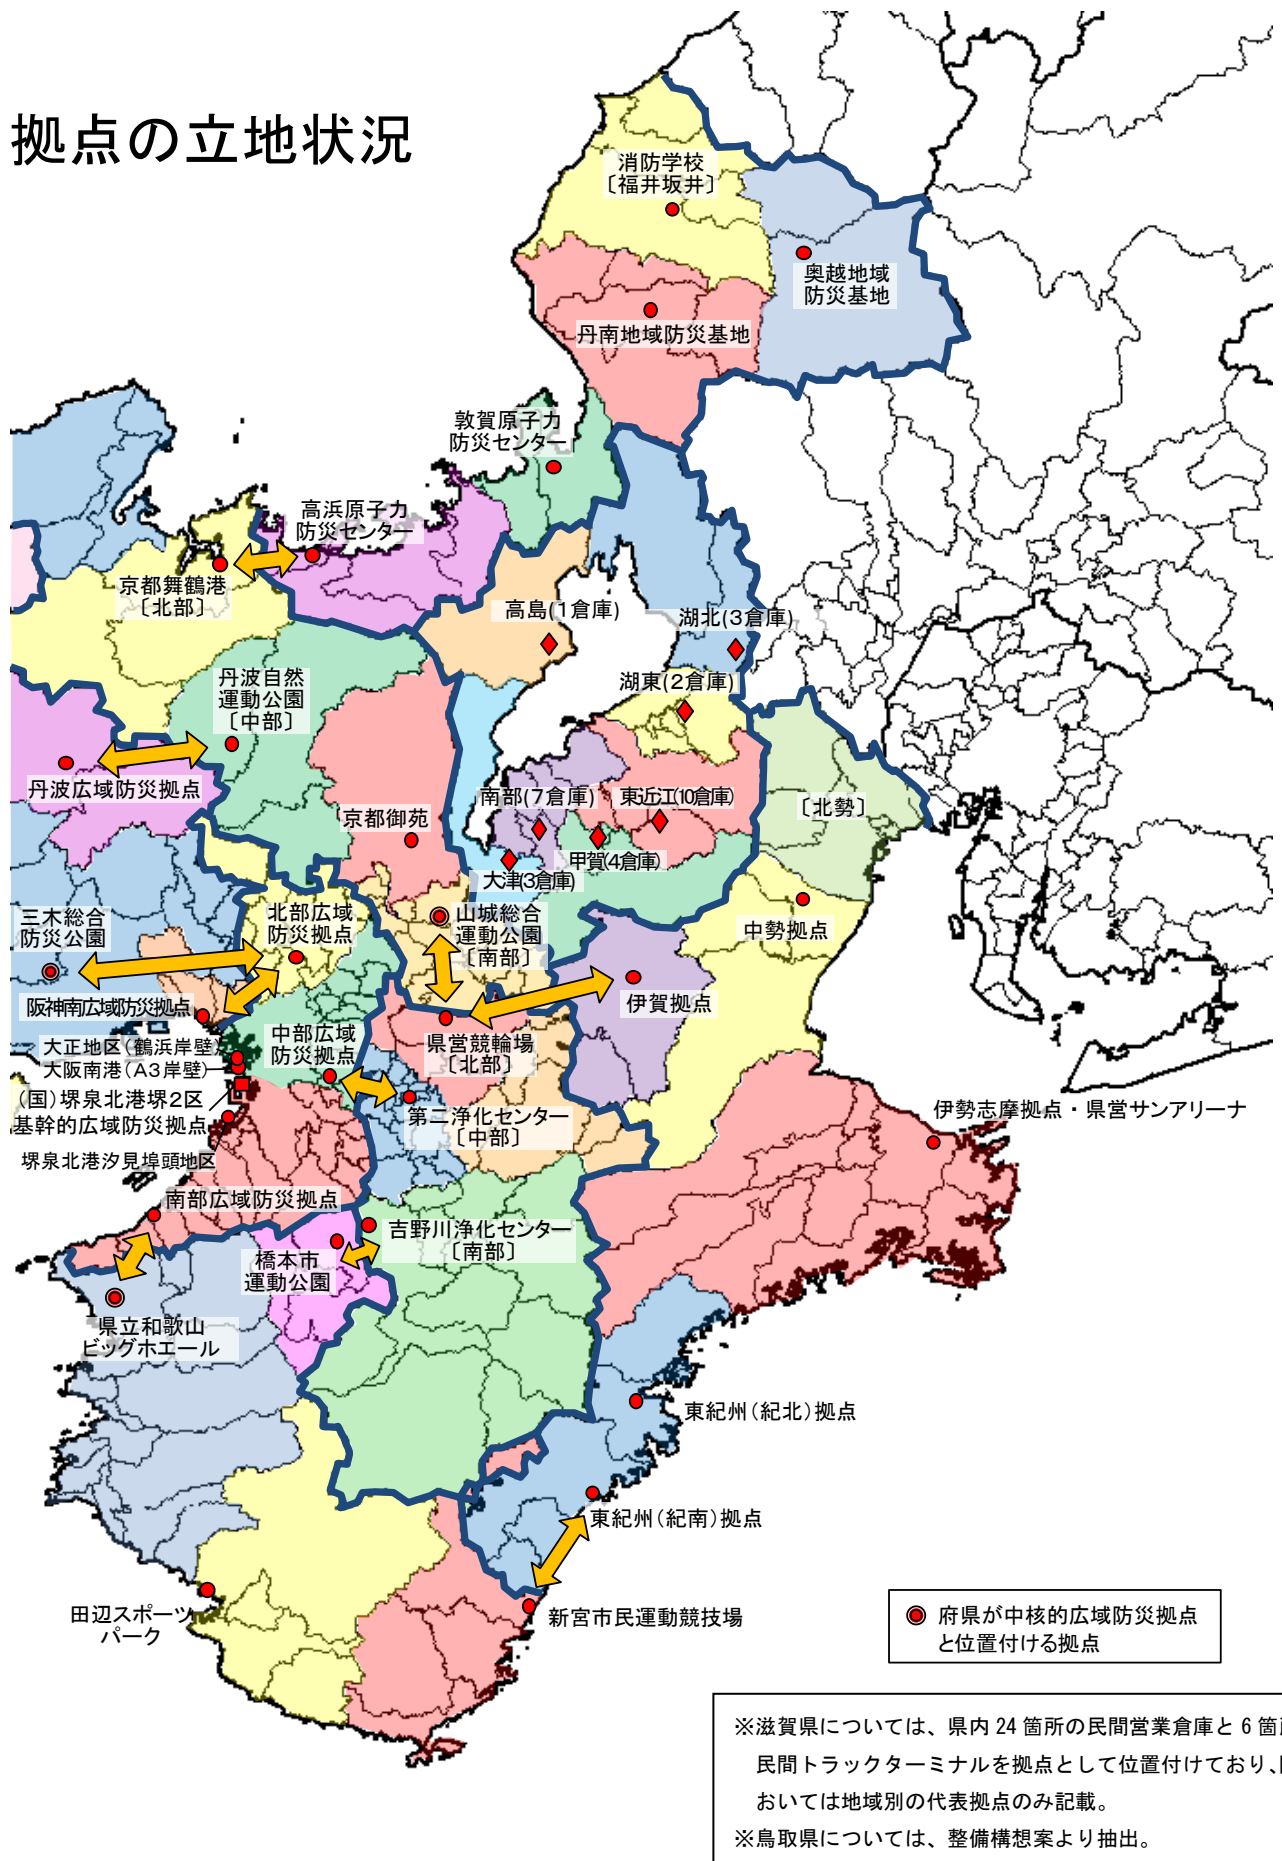 拠点の立地状況
消防学校
〔福井坂井〕
奥越地域
防災基地
丹南地域防災基地
敦賀原子力
防災センター
高浜原子力
防災センター
京都舞鶴港
〔北部〕
高島(1倉庫)
湖北(3倉庫)
湖東(2倉庫)
丹波自然
運動公園
〔中部〕
丹波広域防災拠点
南部(7倉庫)
東近江(10倉庫)
〔北勢〕
京都御苑
甲賀(4倉庫)
大津(3倉庫)
三木総合
防災公園
北部広域
防災拠点
山城総合
運動公園
〔南部〕
中勢拠点
阪神南広域防災拠点
伊賀拠点
大正地区(鶴浜岸壁)
大阪南港(A3岸壁)
中部広域
防災拠点
県営競輪場
〔北部〕
(国)堺泉北港堺2区
基幹的広域防災拠点
第二浄化センター
〔中部〕
伊勢志摩拠点・県営サンアリーナ
堺泉北港汐見埠頭地区
南部広域防災拠点
吉野川浄化センター
〔南部〕
橋本市
運動公園
県立和歌山
ビッグホエール
東紀州(紀北)拠点
東紀州(紀南)拠点
田辺スポーツ
パーク
新宮市民運動競技場
府県が中核的広域防災拠点
と位置付ける拠点
※滋賀県については、県内24箇所の民間営業倉庫と6箇
民間トラックターミナルを拠点として位置付けており、
おいては地域別の代表拠点のみ記載。
※鳥取県については、整備構想案より抽出。